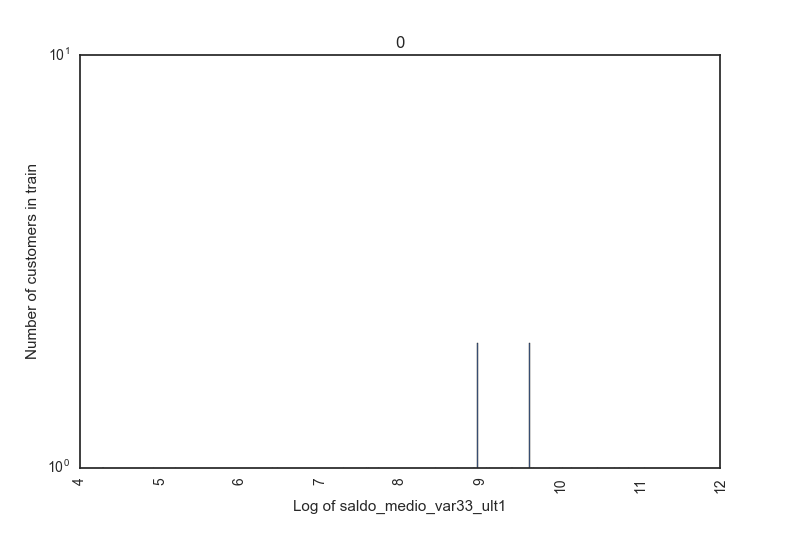 0
10^1
Number of customers in train
10^0
4 5 6 7 8 9 10 11 12
Log of saldo_medio_var33_ult1